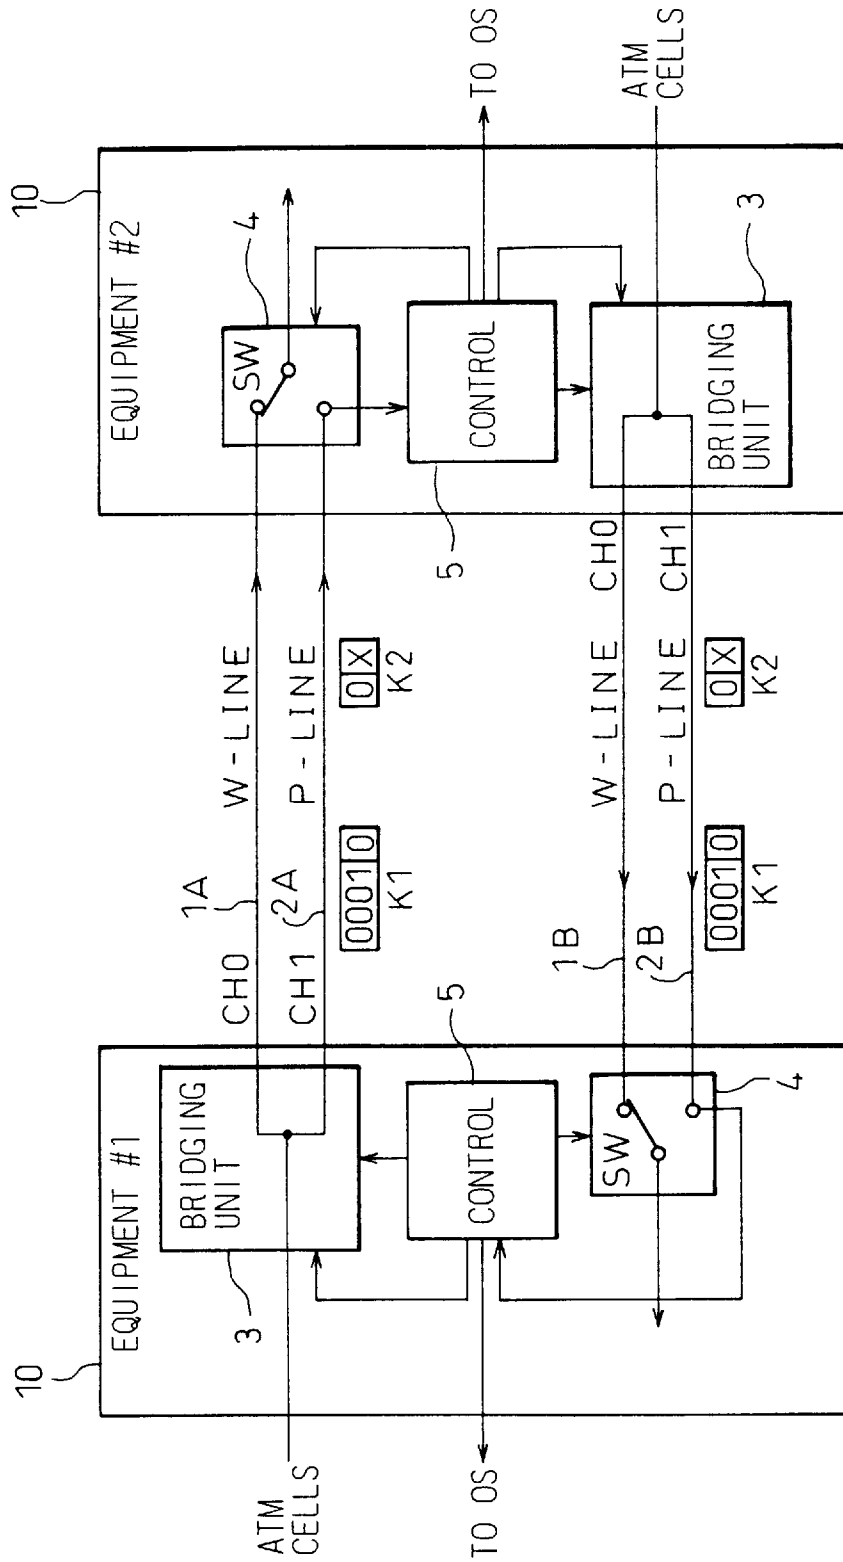 10
EQUIPMENT #1
BRIDGING
UNIT
3
ATM
CELLS
CONTROL
5
TO OS
SW
4
CH0
1A
W-LINE
CH1
2A
P-LINE
00010
K1
0X
K2
1B
W-LINE
CH0
2B
P-LINE
CH1
00010
K1
0X
K2
10
EQUIPMENT #2
SW
4
CONTROL
5
TO OS
BRIDGING
UNIT
3
ATM
CELLS